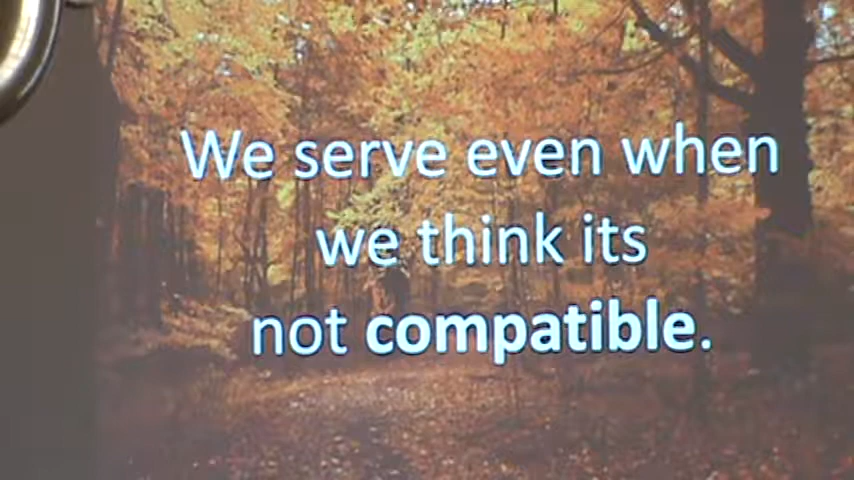 We serve even when
we think its
not compatible.